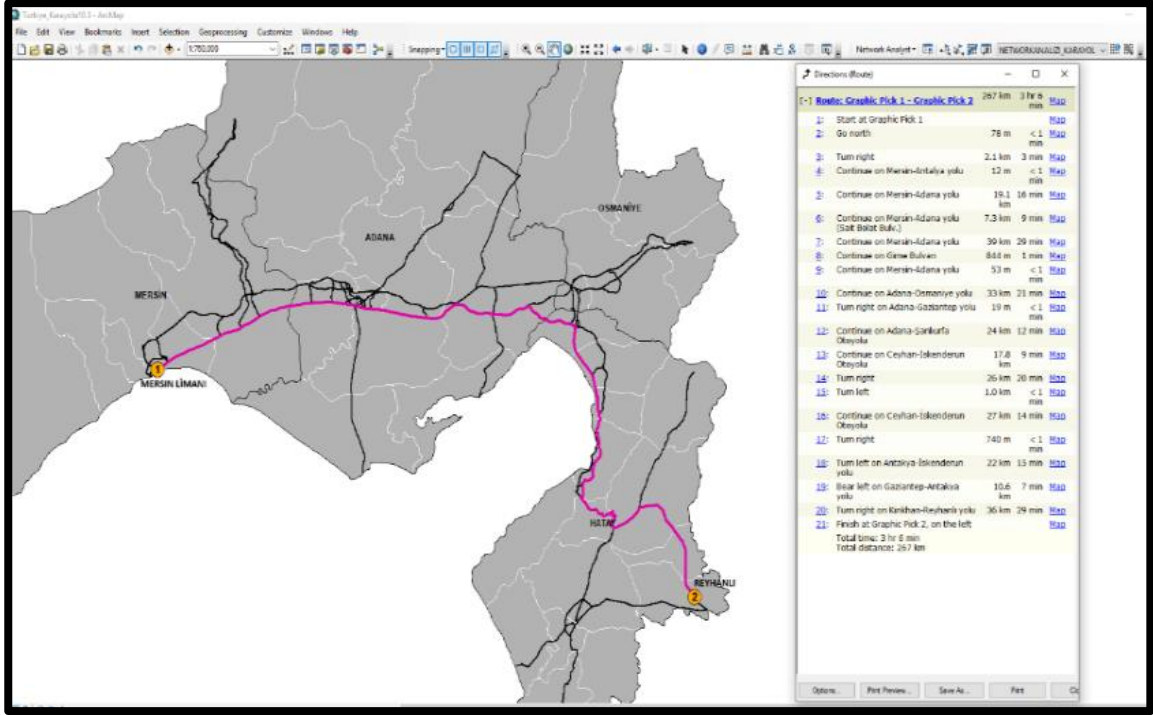 Turkiye_Karayolu10.3 - ArcMap
File Edit View Bookmarks Insert Selection Geoprocessing Customize Windows Help
1:750,000
Snapping
Network Analyst
NETWORKANALIZI_KARAYOL
OSMANİYE
ADANA
MERSİN
1
MERSİN LİMANI
HATAY
REYHANLI
2
Directions (Route)
[-] Route: Graphic Pick 1 - Graphic Pick 2 267 km 3 hr 6 min Map
1: Start at Graphic Pick 1 Map
2: Go north 78 m < 1 min Map
3: Turn right 2.1 km 3 min Map
4: Continue on Mersin-Antalya yolu 12 m < 1 min Map
5: Continue on Mersin-Adana yolu 19.1 km 16 min Map
6: Continue on Mersin-Adana yolu (Sait Polat Bulv.) 7.3 km 9 min Map
7: Continue on Mersin-Adana yolu 39 km 29 min Map
8: Continue on Girne Bulvarı 844 m 1 min Map
9: Continue on Mersin-Adana yolu 53 m < 1 min Map
10: Continue on Adana-Osmaniye yolu 33 km 21 min Map
11: Turn right on Adana-Gaziantep yolu 19 m < 1 min Map
12: Continue on Adana-Şanlıurfa Otoyolu 24 km 12 min Map
13: Continue on Ceyhan-İskenderun Otoyolu 17.8 km 9 min Map
14: Turn right 26 km 20 min Map
15: Turn left 1.0 km < 1 min Map
16: Continue on Ceyhan-İskenderun Otoyolu 27 km 14 min Map
17: Turn right 740 m < 1 min Map
18: Turn left on Antakya-İskenderun yolu 22 km 15 min Map
19: Bear left on Gaziantep-Antakya yolu 10.6 km 7 min Map
20: Turn right on Kırıkhan-Reyhanlı yolu 36 km 29 min Map
21: Finish at Graphic Pick 2, on the left Map
Total time: 3 hr 6 min
Total distance: 267 km
Options... Print Preview... Save As... Print